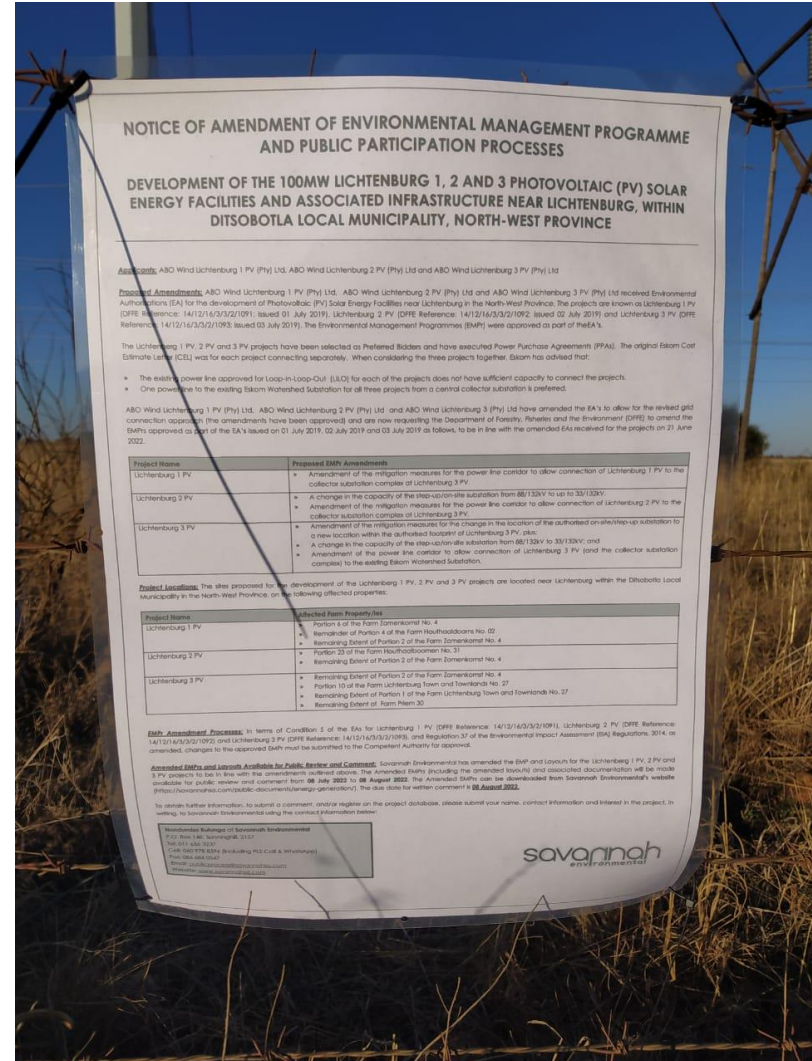 NOTICE OF AMENDMENT OF ENVIRONMENTAL MANAGEMENT PROGRAMME
AND PUBLIC PARTICIPATION PROCESSES
DEVELOPMENT OF THE 100MW LICHTENBURG 1, 2 AND 3 PHOTOVOLTAIC (PV) SOLAR
ENERGY FACILITIES AND ASSOCIATED INFRASTRUCTURE NEAR LICHTENBURG, WITHIN
DITSOBOTLA LOCAL MUNICIPALITY, NORTH-WEST PROVINCE
Applicants: ABO Wind Lichtenburg 1 PV (Pty) Ltd, ABO Wind Lichtenburg 2 PV (Pty) Ltd and ABO Wind Lichtenburg 3 PV (Pty) Ltd
Proposed Amendments: ABO Wind Lichtenburg 1 PV (Pty) Ltd, ABO Wind Lichtenburg 2 PV (Pty) Ltd and ABO Wind Lichtenburg 3 PV (Pty) Ltd received Environmental
Authorisations (EA) for the development of Photovoltaic (PV) Solar Energy Facilities near Lichtenburg in the North-West Province. The projects are known as Lichtenburg 1 PV
(DFFE Reference: 14/12/16/3/3/2/1091; issued 01 July 2019), Lichtenburg 2 PV (DFFE Reference: 14/12/16/3/3/2/1092; issued 02 July 2019) and Lichtenburg 3 PV (DFFE
Reference: 14/12/16/3/3/2/1093; issued 03 July 2019). The Environmental Management Programmes (EMPr) were approved as part of theEA's.
The Lichtenberg 1 PV, 2 PV and 3 PV projects have been selected as Preferred Bidders and have executed Power Purchase Agreements (PPAs). The original Eskom Cost
Estimate Letter (CEL) was for each project connecting separately. When considering the three projects together, Eskom has advised that:
» The existing power line approved for Loop-in-Loop-Out (LILO) for each of the projects does not have sufficient capacity to connect the projects.
» One power line to the existing Eskom Watershed Substation for all three projects from a central collector substation is preferred.
ABO Wind Lichtenburg 1 PV (Pty) Ltd, ABO Wind Lichtenburg 2 PV (Pty) Ltd and ABO Wind Lichtenburg 3 (Pty) Ltd have amended the EA's to allow for the revised grid
connection approach (the amendments have been approved) and are now requesting the Department of Forestry, Fisheries and the Environment (DFFE) to amend the
EMPrs approved as part of the EA's issued on 01 July 2019, 02 July 2019 and 03 July 2019 as follows, to be in line with the amended EAs received for the projects on 21 June
2022.
Project Name Proposed EMPr Amendments
Lichtenburg 1 PV » Amendment of the mitigation measures for the power line corridor to allow connection of Lichtenburg 1 PV to the
collector substation complex at Lichtenburg 3 PV.
Lichtenburg 2 PV » A change in the capacity of the step-up/on-site substation from 88/132kV to up to 33/132kV;
» Amendment of the mitigation measures for the power line corridor to allow connection of Lichtenburg 2 PV to the
collector substation complex at Lichtenburg 3 PV.
Lichtenburg 3 PV » Amendment of the mitigation measures for the change in the location of the authorised on-site/step-up substation to
a new location within the authorised footprint of Lichtenburg 3 PV, plus:
» A change in the capacity of the step-up/on-site substation from 88/132kV to 33/132kV; and
» Amendment of the power line corridor to allow connection of Lichtenburg 3 PV (and the collector substation
complex) to the existing Eskom Watershed Substation.
Project Locations: The sites proposed for the development of the Lichtenburg 1 PV, 2 PV and 3 PV projects are located near Lichtenburg within the Ditsobotla Local
Municipality in the North-West Province, on the following affected properties:
Project Name Affected Farm Property/ies
Lichtenburg 1 PV » Portion 6 of the Farm Zamenkomst No. 4
» Remainder of Portion 4 of the Farm Houthaaldoorns No. 02
» Remaining Extent of Portion 2 of the Farm Zamenkomst No. 4
Lichtenburg 2 PV » Portion 23 of the Farm Houthaalboomen No. 31
» Remaining Extent of Portion 2 of the Farm Zamenkomst No. 4
Lichtenburg 3 PV » Remaining Extent of Portion 2 of the Farm Zamenkomst No. 4
» Portion 10 of the Farm Lichtenburg Town and Townlands No. 27
» Remaining Extent of Portion 1 of the Farm Lichtenburg Town and Townlands No. 27
» Remaining Extent of Farm Priem 30
EMPr Amendment Processes: In terms of Condition 5 of the EAs for Lichtenburg 1 PV (DFFE Reference: 14/12/16/3/3/2/1091), Lichtenburg 2 PV (DFFE Reference:
14/12/16/3/3/2/1092) and Lichtenburg 3 PV (DFFE Reference: 14/12/16/3/3/2/1093), and Regulation 37 of the Environmental Impact Assessment (EIA) Regulations, 2014, as
amended, changes to the approved EMPr must be submitted to the Competent Authority for approval.
Amended EMPrs and Layouts Available for Public Review and Comment: Savannah Environmental has amended the EMP and Layouts for the Lichtenberg 1 PV, 2 PV and
3 PV projects to be in line with the amendments outlined above. The Amended EMPrs (including the amended layouts) and associated documentation will be made
available for public review and comment from 08 July 2022 to 08 August 2022. The Amended EMPrs can be downloaded from Savannah Environmental's website
(https://savannahsa.com/public-documents/energy-generation/). The due date for written comment is 08 August 2022.
To obtain further information, to submit a comment, and/or register on the project database, please submit your name, contact information and interest in the project, in
writing, to Savannah Environmental using the contact information below:
of Savannah Environmental
P.O. Box 148, Sunninghill, 2157
Tel: 011 656 3237
(including PLZ Call & WhatsApp)
Fax: 086 684 0547
Email: publicprocess@savannahsa.com
Website: www.savannahsa.com
savannah
environmental